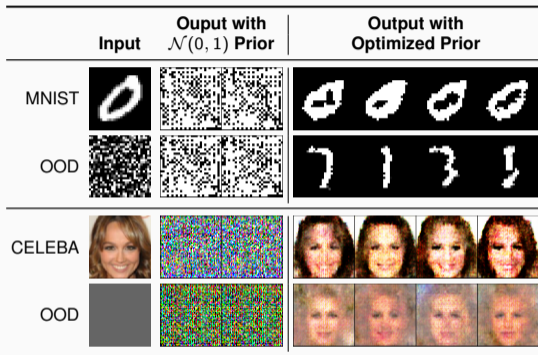 Input
Ouput with
N(0, 1) Prior
Output with
Optimized Prior
MNIST
OOD
CELEBA
OOD